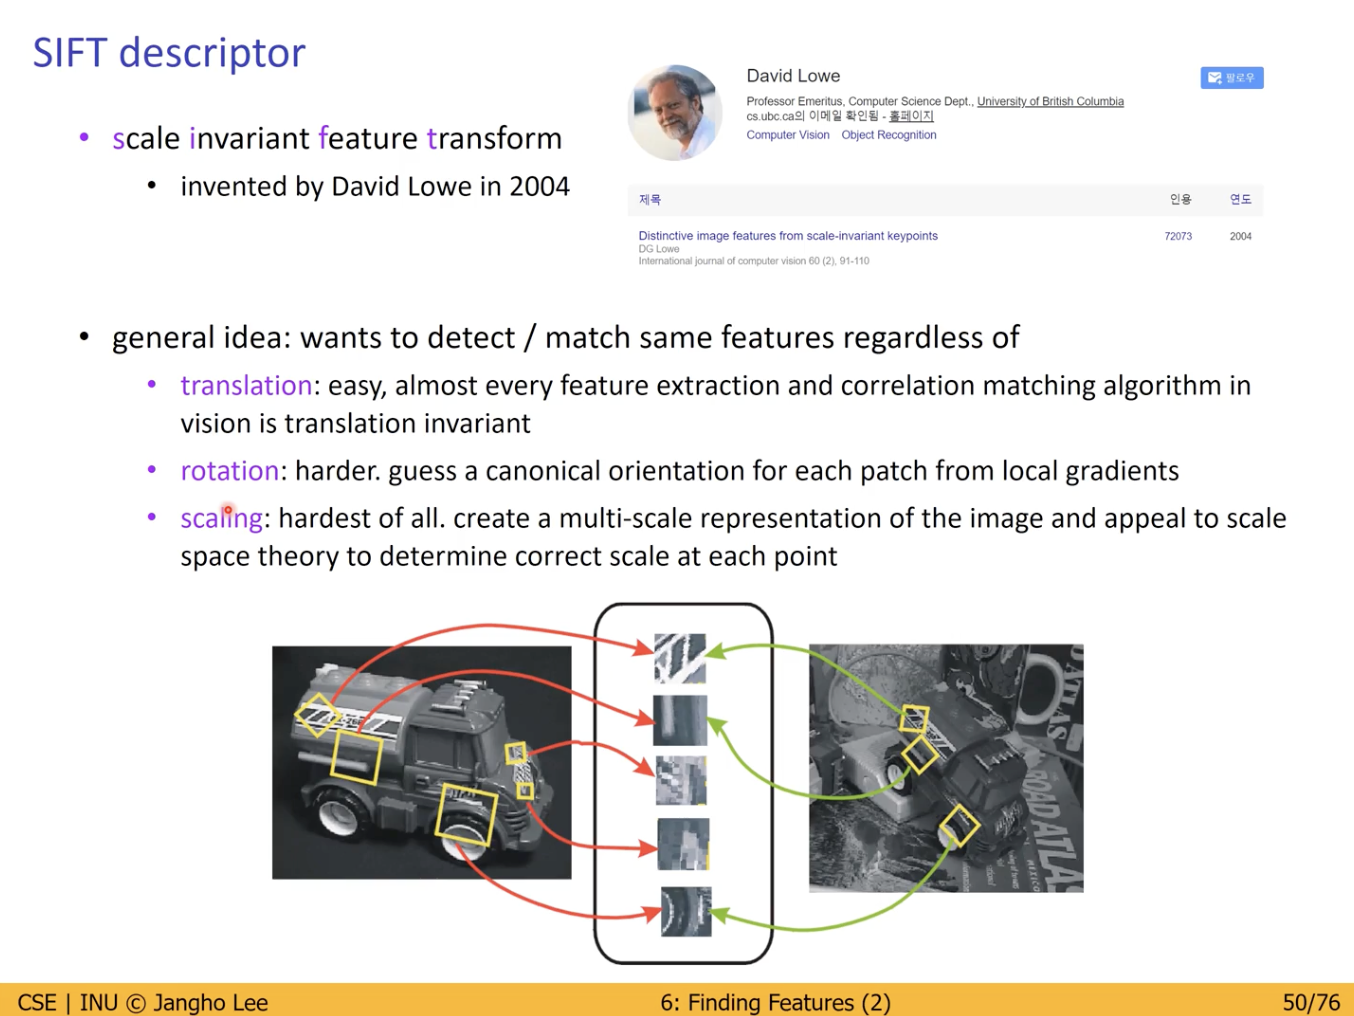 SIFT descriptor
David Lowe
팔로우
Professor Emeritus, Computer Science Dept., University of British Columbia
cs.ubc.ca의 이메일 확인됨 - 홈페이지
Computer Vision Object Recognition
• scale invariant feature transform
• invented by David Lowe in 2004
제목 인용 연도
Distinctive image features from scale-invariant keypoints 72073 2004
DG Lowe
International journal of computer vision 60 (2), 91-110
• general idea: wants to detect / match same features regardless of
• translation: easy, almost every feature extraction and correlation matching algorithm in
vision is translation invariant
• rotation: harder. guess a canonical orientation for each patch from local gradients
• scaling: hardest of all. create a multi-scale representation of the image and appeal to scale
space theory to determine correct scale at each point
ATLAS
ROAD ATLAS
CSE | INU © Jangho Lee
6: Finding Features (2)
50/76